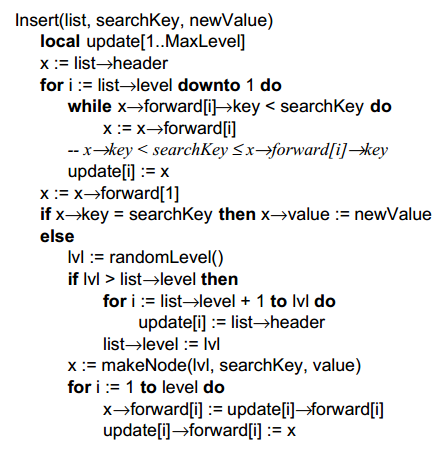 Insert(list, searchKey, newValue)
local update[1..MaxLevel]
x := list→header
for i := list→level downto 1 do
while x→forward[i]→key < searchKey do
x := x→forward[i]
-- x→key < searchKey ≤ x→forward[i]→key
update[i] := x
x := x→forward[1]
if x→key = searchKey then x→value := newValue
else
lvl := randomLevel()
if lvl > list→level then
for i := list→level + 1 to lvl do
update[i] := list→header
list→level := lvl
x := makeNode(lvl, searchKey, value)
for i := 1 to level do
x→forward[i] := update[i]→forward[i]
update[i]→forward[i] := x